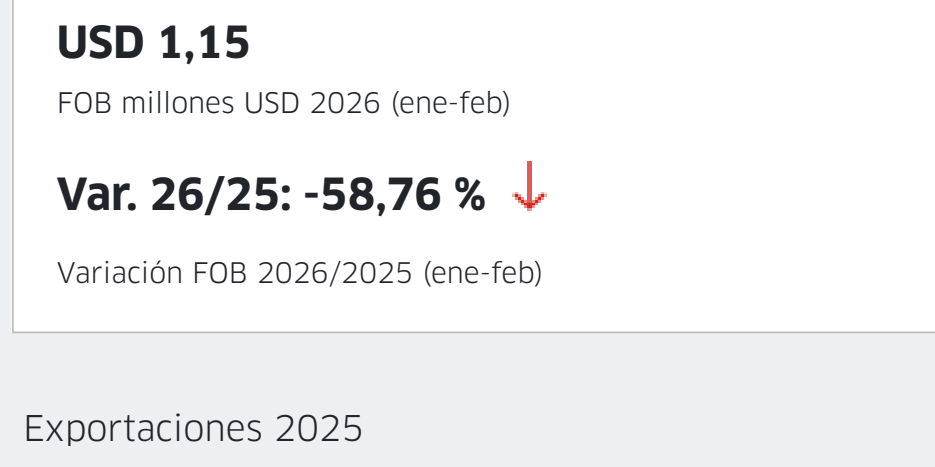 USD 1,15
FOB millones USD 2026 (ene-feb)
Var. 26/25: -58,76 %
Variación FOB 2026/2025 (ene-feb)
Exportaciones 2025